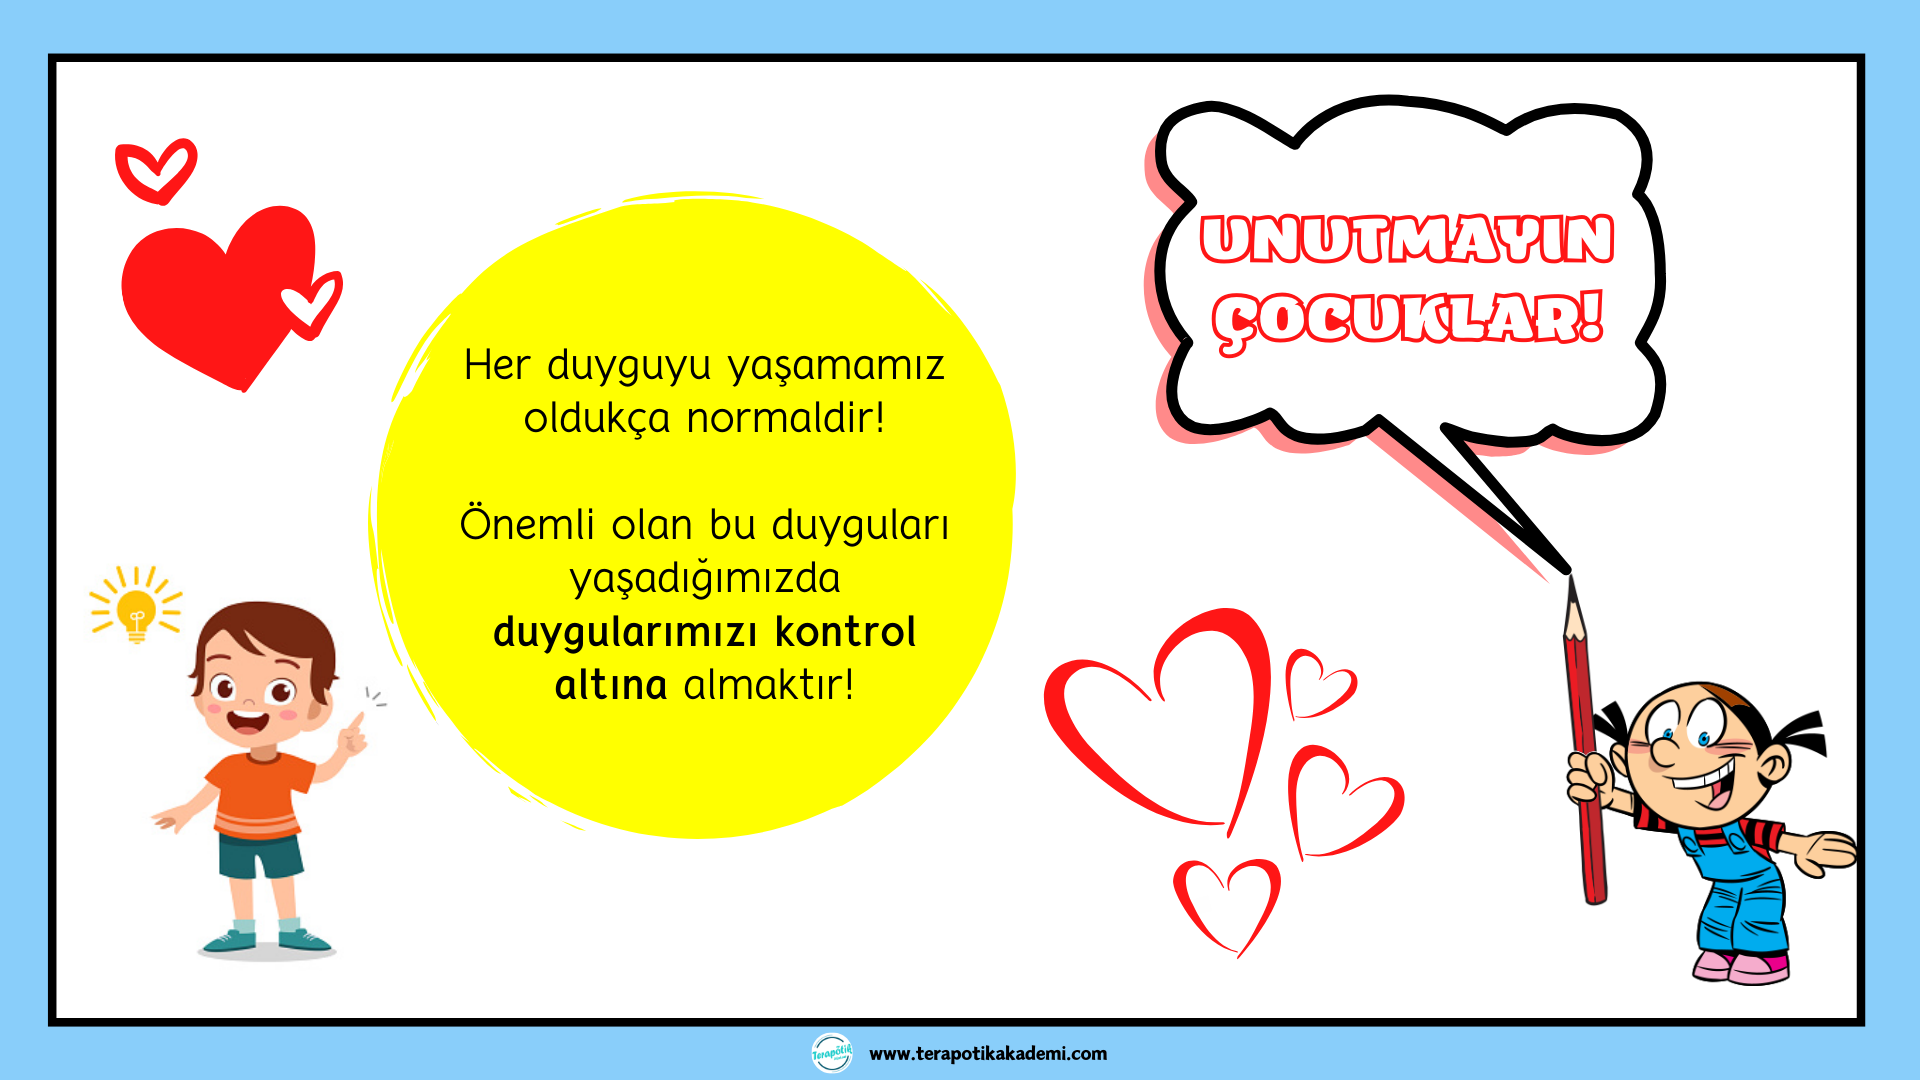 UNUTMAYIN
ÇOCUKLAR!
Her duyguyu yaşamamız
oldukça normaldir!
Önemli olan bu duyguları
yaşadığımızda
duygularımızı kontrol
altına almaktır!
Terapötik
www.terapotikakademi.com